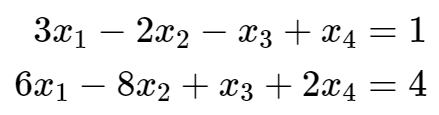 3x₁ − 2x₂ − x₃ + x₄ = 1
6x₁ − 8x₂ + x₃ + 2x₄ = 4